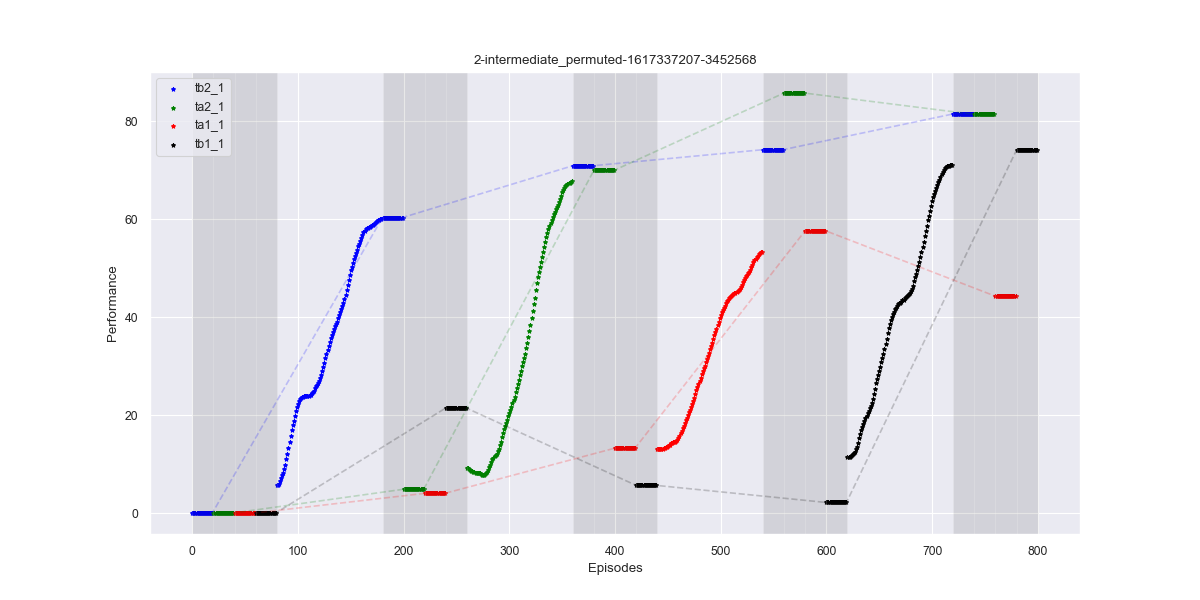 2-intermediate_permuted-1617337207-3452568
tb2_1
ta2_1
ta1_1
tb1_1
Performance
80
60
40
20
0
0 100 200 300 400 500 600 700 800
Episodes